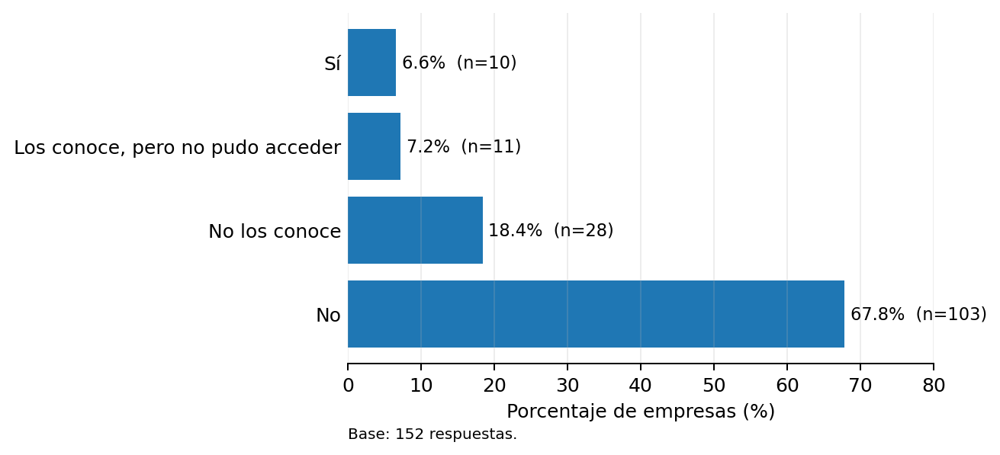 Sí
6.6%  (n=10)
Los conoce, pero no pudo acceder
7.2%  (n=11)
No los conoce
18.4%  (n=28)
No
67.8%  (n=103)
0 10 20 30 40 50 60 70 80
Porcentaje de empresas (%)
Base: 152 respuestas.